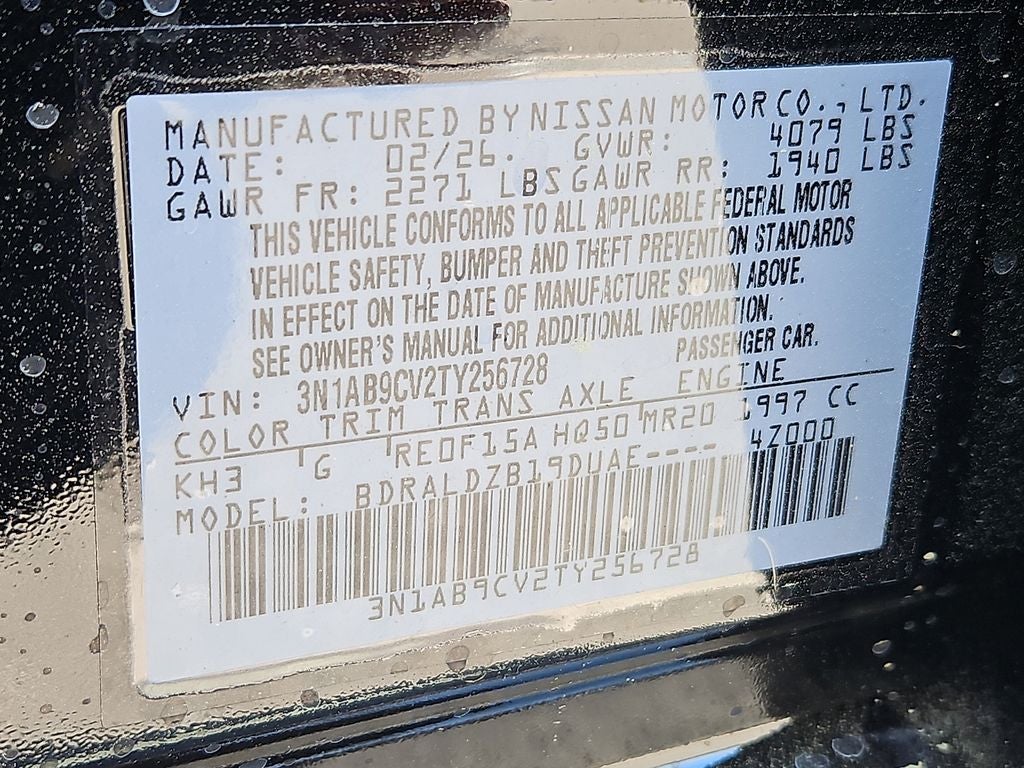 MANUFACTURED BY NISSAN MOTOR CO., LTD.
DATE: 02/26. GVWR: 4079 LBS
GAWR FR: 2271 LBS GAWR RR: 1940 LBS
THIS VEHICLE CONFORMS TO ALL APPLICABLE FEDERAL MOTOR
VEHICLE SAFETY, BUMPER AND THEFT PREVENTION STANDARDS
IN EFFECT ON THE DATE OF MANUFACTURE SHOWN ABOVE.
SEE OWNER'S MANUAL FOR ADDITIONAL INFORMATION.
VIN: 3N1AB9CV2TY256728 PASSENGER CAR.
COLOR TRIM TRANS AXLE ENGINE
KH3 G RE0F15A HQ50 MR20 1997 CC
MODEL: BDRALDZB19DUAE---- 4Z000
3N1AB9CV2TY256728